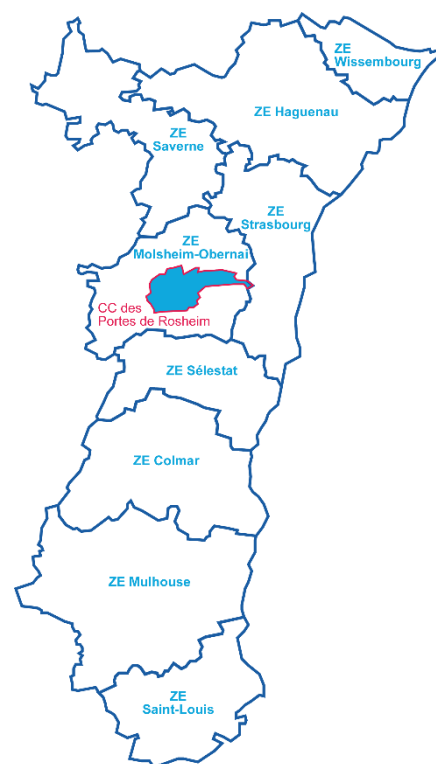 ZE
Wissembourg
ZE Haguenau
ZE
Saverne
ZE
Strasbourg
ZE
Molsheim-Obernai
CC des
Portes de Rosheim
ZE Sélestat
ZE Colmar
ZE Mulhouse
ZE
Saint-Louis